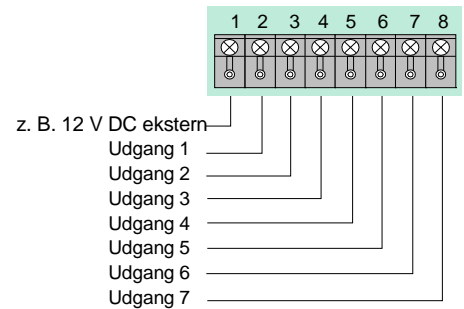 1 2 3 4 5 6 7 8
z. B. 12 V DC ekstern
Udgang 1
Udgang 2
Udgang 3
Udgang 4
Udgang 5
Udgang 6
Udgang 7